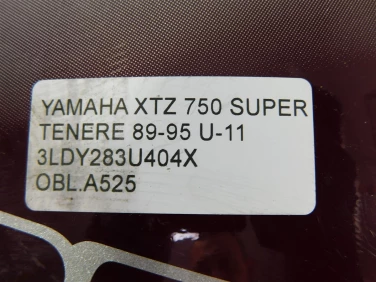 YAMAHA XTZ 750 SUPER
TENERE 89-95 U-11
3LDY283U404X
OBL.A525